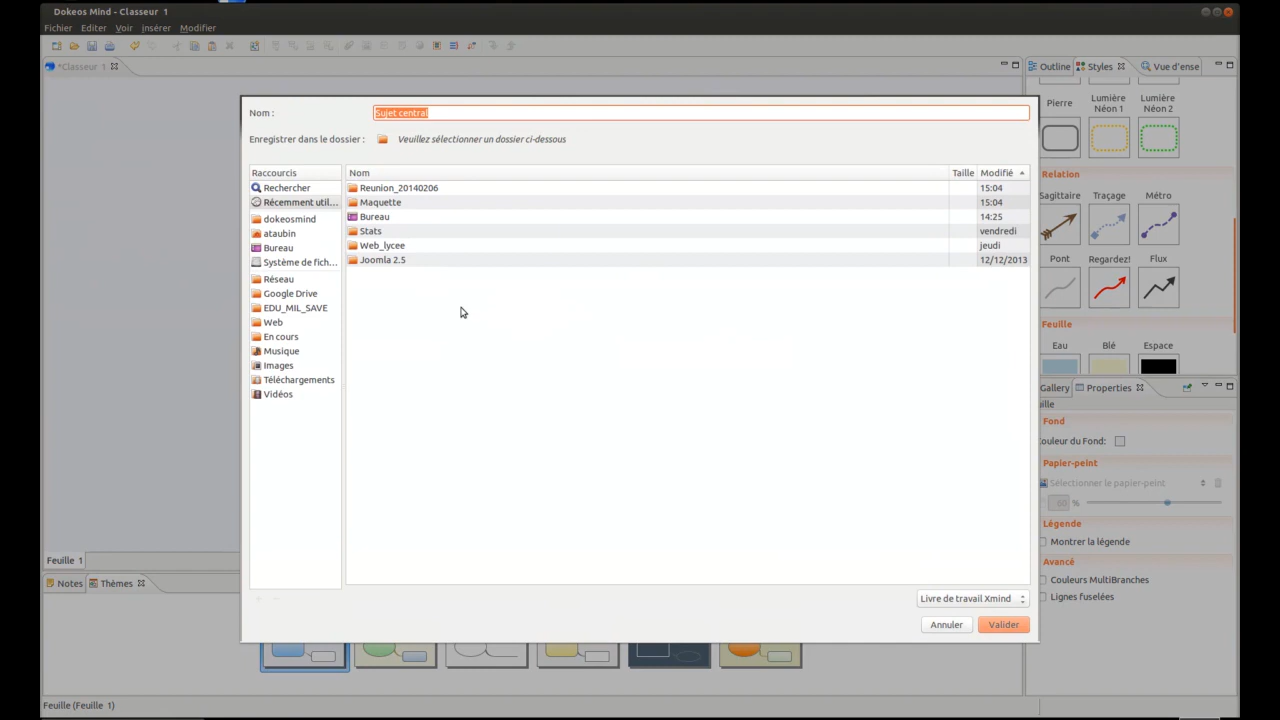 Dokeos Mind - Classeur 1
Fichier Editer Voir insérer Modifier
*Classeur 1
Outline Styles Vue d'ense
Pierre Lumière Néon 1 Lumière Néon 2
Relation
Sagittaire Traçage Métro
Pont Regardez! Flux
Feuille
Eau Blé Espace
Gallery Properties
uille
Fond
Couleur du Fond:
Papier-peint
Sélectionner le papier-peint
60 %
Légende
Montrer la légende
Avancé
Couleurs MultiBranches
Lignes fuselées
Nom : Sujet central
Enregistrer dans le dossier : Veuillez sélectionner un dossier ci-dessous
Raccourcis
Rechercher
Récemment util...
dokeosmind
ataubin
Bureau
Système de fich...
Réseau
Google Drive
EDU_MIL_SAVE
Web
En cours
Musique
Images
Téléchargements
Vidéos
Nom Taille Modifié
Reunion_20140206 15:04
Maquette 15:04
Bureau 14:25
Stats vendredi
Web_lycee jeudi
Joomla 2.5 12/12/2013
Livre de travail Xmind
Annuler Valider
Feuille 1
Notes Thèmes
Feuille (Feuille 1)